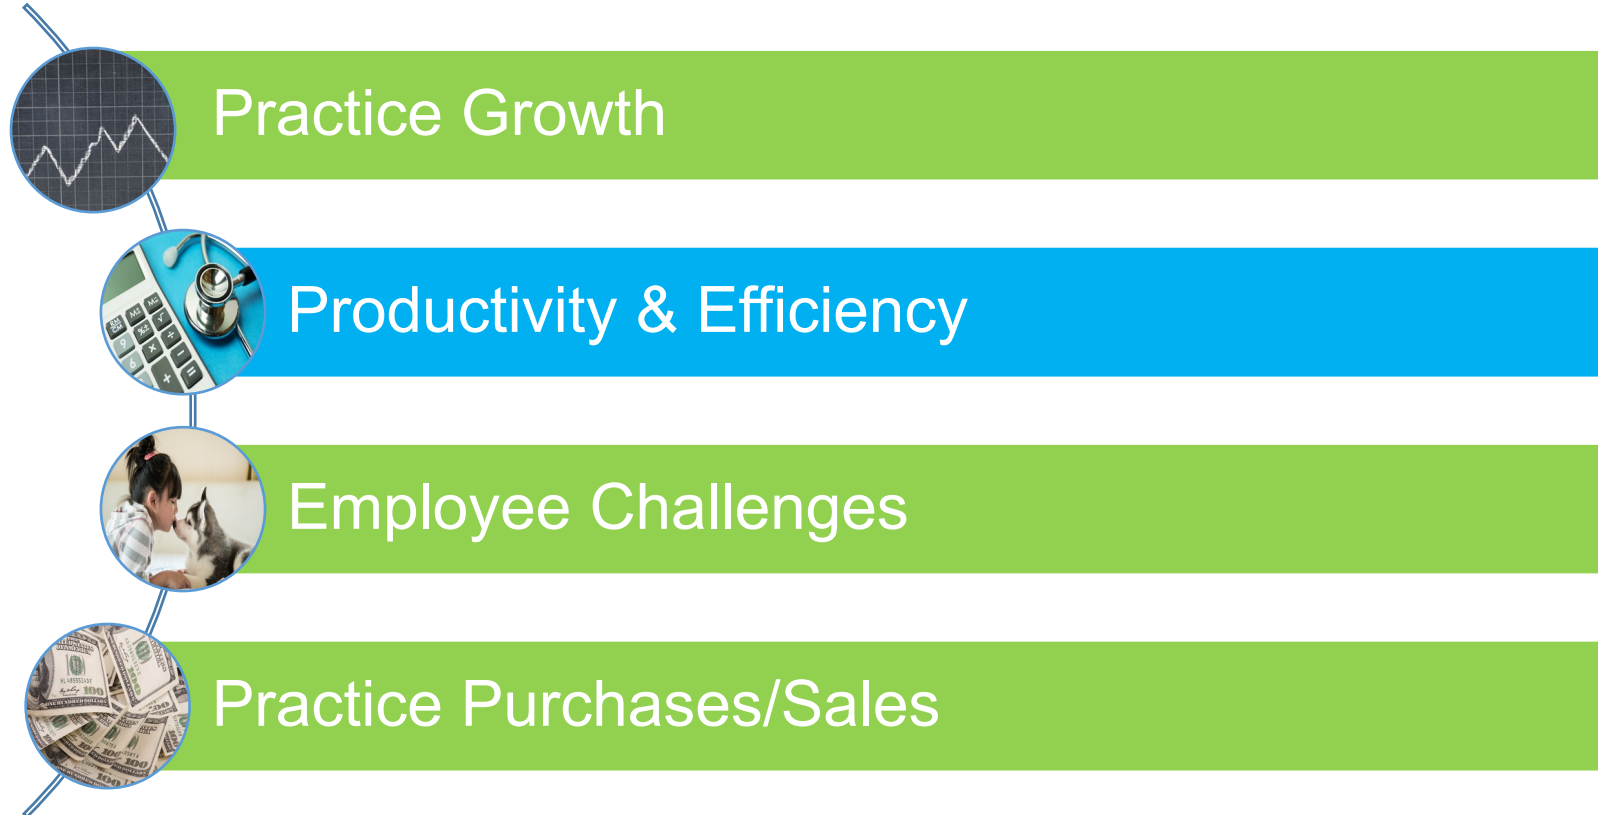 Practice Growth
Productivity & Efficiency
Employee Challenges
Practice Purchases/Sales